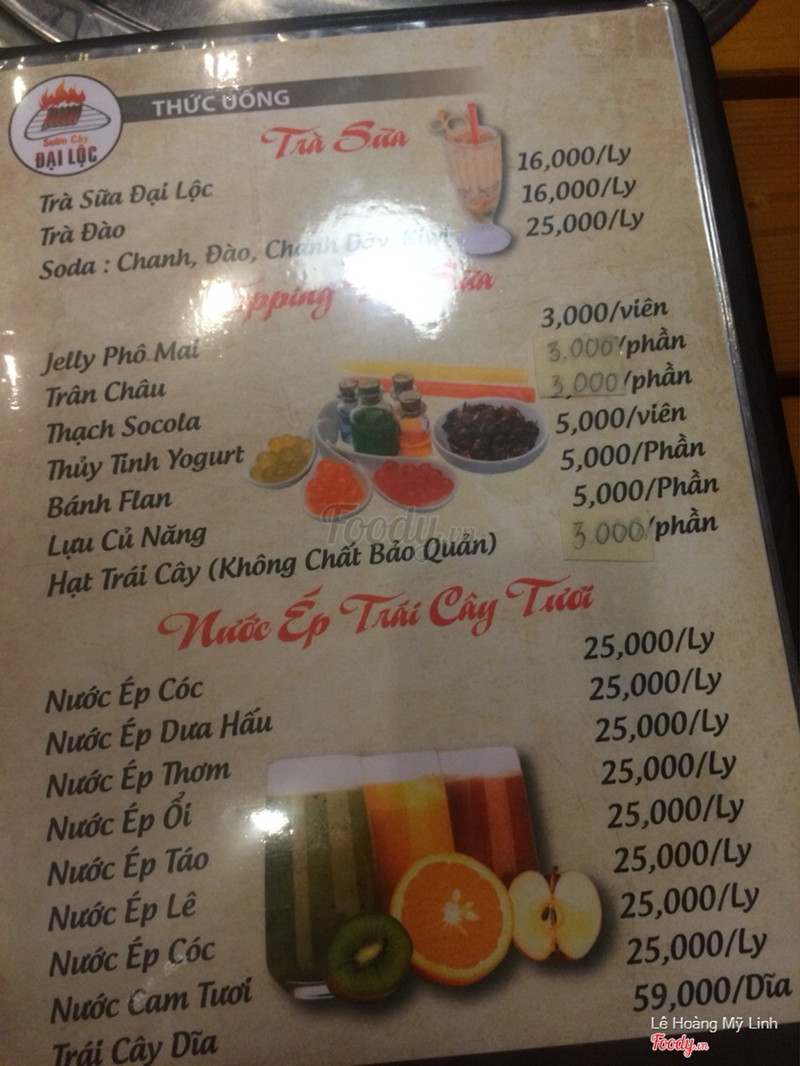 THỨC UỐNG
Sườn Cây
ĐẠI LỘC
Trà Sữa
Trà Sữa Đại Lộc 16,000/Ly
Trà Đào 16,000/Ly
Soda : Chanh, Đào, Chanh Dây, Kiwi 25,000/Ly
Topping Sữa
Jelly Phô Mai 3,000/viên
Trân Châu 3.000/phần
Thạch Socola 3,000/phần
Thủy Tinh Yogurt 5,000/viên
Bánh Flan 5,000/Phần
Lựu Củ Năng 5,000/Phần
Hạt Trái Cây (Không Chất Bảo Quản) 3.000/phần
Nước Ép Trái Cây Tươi
Nước Ép Cóc 25,000/Ly
Nước Ép Dưa Hấu 25,000/Ly
Nước Ép Thơm 25,000/Ly
Nước Ép Ổi 25,000/Ly
Nước Ép Táo 25,000/Ly
Nước Ép Lê 25,000/Ly
Nước Ép Cóc 25,000/Ly
Nước Cam Tươi 25,000/Ly
Trái Cây Dĩa 59,000/Dĩa
Foody.vn
Lê Hoàng Mỹ Linh
Foody.vn